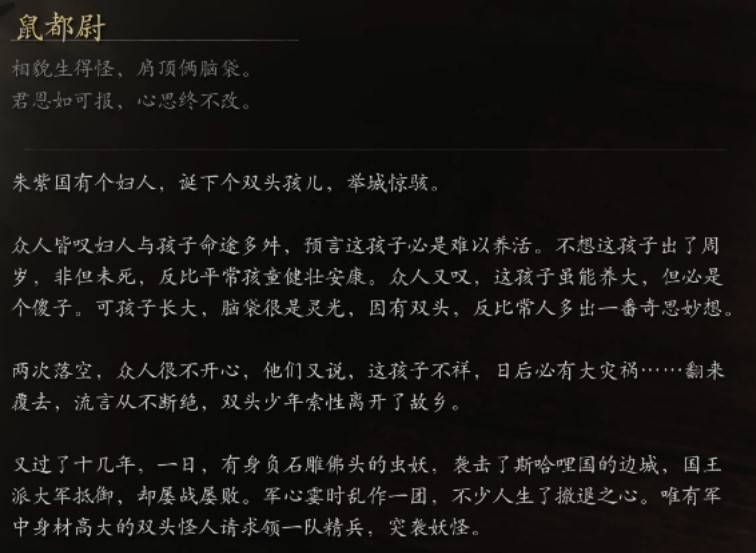 鼠都尉
相貌生得怪，肩顶俩脑袋。
君恩如可报，心思终不改。
朱紫国有个妇人，诞下个双头孩儿，举城惊骇。
众人皆叹妇人与孩子命途多舛，预言这孩子必是难以养活。不想这孩子出了周
岁，非但未死，反比平常孩童健壮安康。众人又叹，这孩子虽能养大，但必是
个傻子。可孩子长大，脑袋很是灵光，因有双头，反比常人多出一番奇思妙想。
两次落空，众人很不开心，他们又说，这孩子不祥，日后必有大灾祸……翻来
覆去，流言从不断绝，双头少年索性离开了故乡。
又过了十几年，一日，有身负石雕佛头的虫妖，袭击了斯哈哩国的边城，国王
派大军抵御，却屡战屡败。军心霎时乱作一团，不少人生了撤退之心。唯有军
中身材高大的双头怪人请求领一队精兵，突袭妖怪。